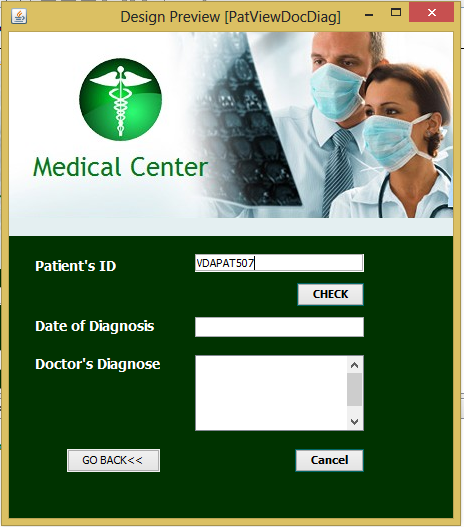 Design Preview [PatViewDocDiag]
Medical Center
Patient's ID
VDAPAT507
CHECK
Date of Diagnosis
Doctor's Diagnose
GO BACK<<
Cancel